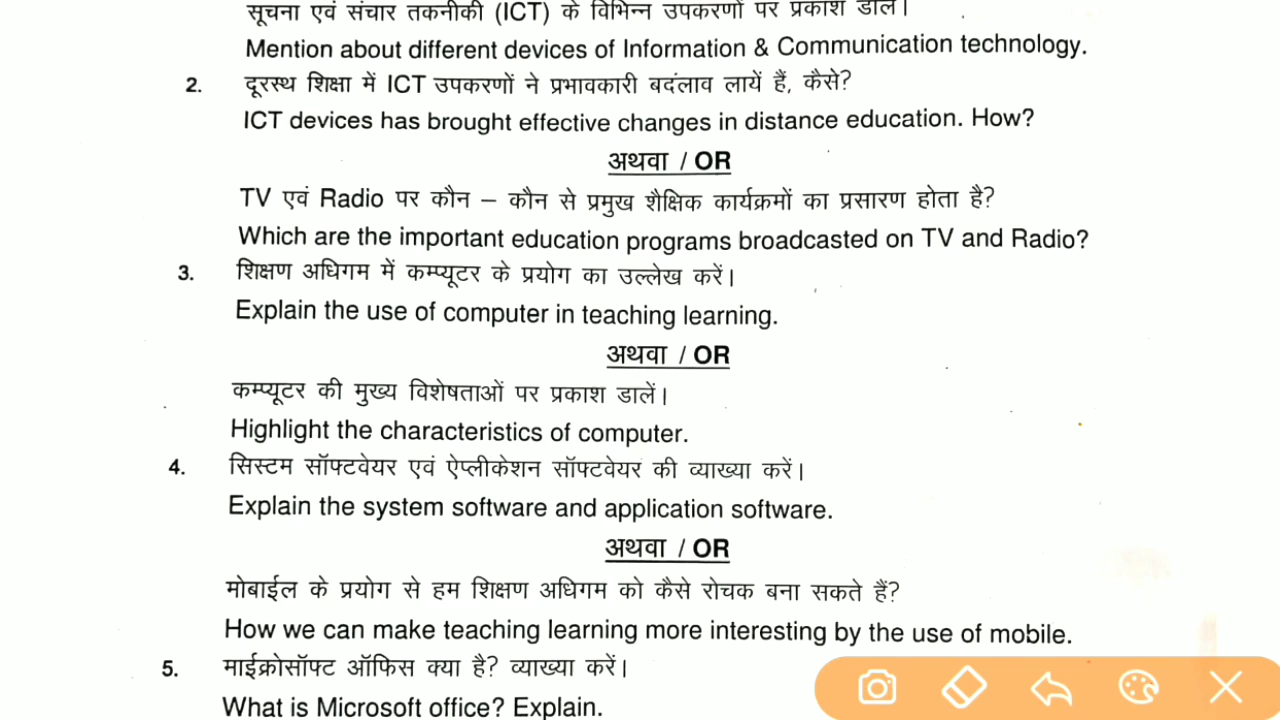 सूचना एवं संचार तकनीकी (ICT) के विभिन्न उपकरणों पर प्रकाश डालें।
Mention about different devices of Information & Communication technology.
2. दूरस्थ शिक्षा में ICT उपकरणों ने प्रभावकारी बदंलाव लायें हैं, कैसे?
ICT devices has brought effective changes in distance education. How?
अथवा / OR
TV एवं Radio पर कौन – कौन से प्रमुख शैक्षिक कार्यक्रमों का प्रसारण होता है?
Which are the important education programs broadcasted on TV and Radio?
3. शिक्षण अधिगम में कम्प्यूटर के प्रयोग का उल्लेख करें।
Explain the use of computer in teaching learning.
अथवा / OR
कम्प्यूटर की मुख्य विशेषताओं पर प्रकाश डालें।
Highlight the characteristics of computer.
4. सिस्टम सॉफ्टवेयर एवं ऐप्लीकेशन सॉफ्टवेयर की व्याख्या करें।
Explain the system software and application software.
अथवा / OR
मोबाईल के प्रयोग से हम शिक्षण अधिगम को कैसे रोचक बना सकते हैं?
How we can make teaching learning more interesting by the use of mobile.
5. माईक्रोसॉफ्ट ऑफिस क्या है? व्याख्या करें।
What is Microsoft office? Explain.